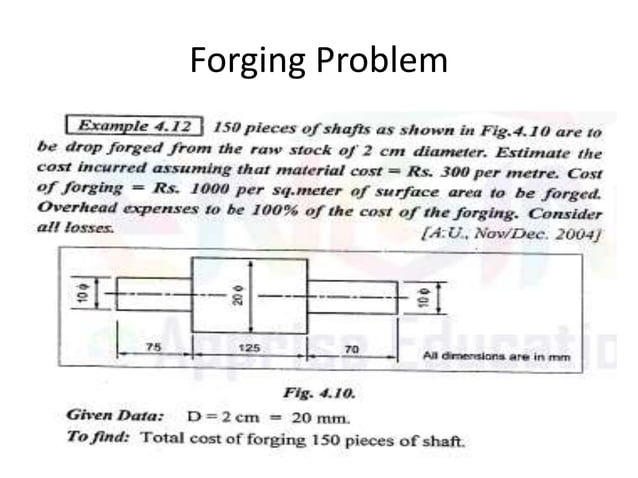 Forging Problem
Example 4.12 150 pieces of shafts as shown in Fig.4.10 are to
be drop forged from the raw stock of 2 cm diameter. Estimate the
cost incurred assuming that material cost = Rs. 300 per metre. Cost
of forging = Rs. 1000 per sq.meter of surface area to be forged.
Overhead expenses to be 100% of the cost of the forging. Consider
all losses. [A.U., Nov/Dec. 2004]
10 φ 20 φ 10 φ
75 125 70 All dimensions are in mm
Apprise Educatio
Fig. 4.10.
Given Data: D = 2 cm = 20 mm.
To find: Total cost of forging 150 pieces of shaft.